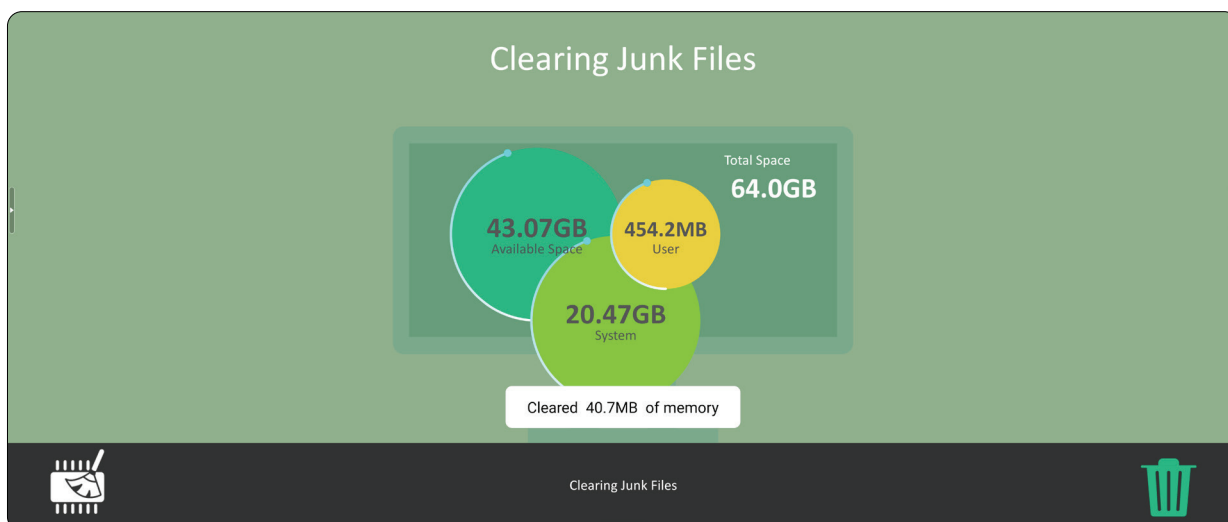 Clearing Junk Files
Total Space
64.0GB
43.07GB
Available Space
454.2MB
User
20.47GB
System
Cleared 40.7MB of memory
Clearing Junk Files